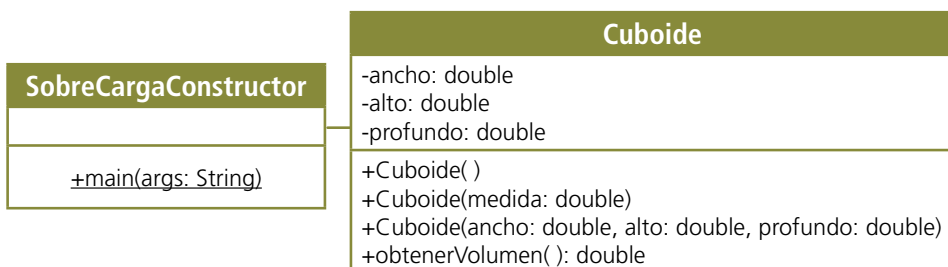 SobreCargaConstructor
+main(args: String)
Cuboide
-ancho: double
-alto: double
-profundo: double
+Cuboide( )
+Cuboide(medida: double)
+Cuboide(ancho: double, alto: double, profundo: double)
+obtenerVolumen( ): double